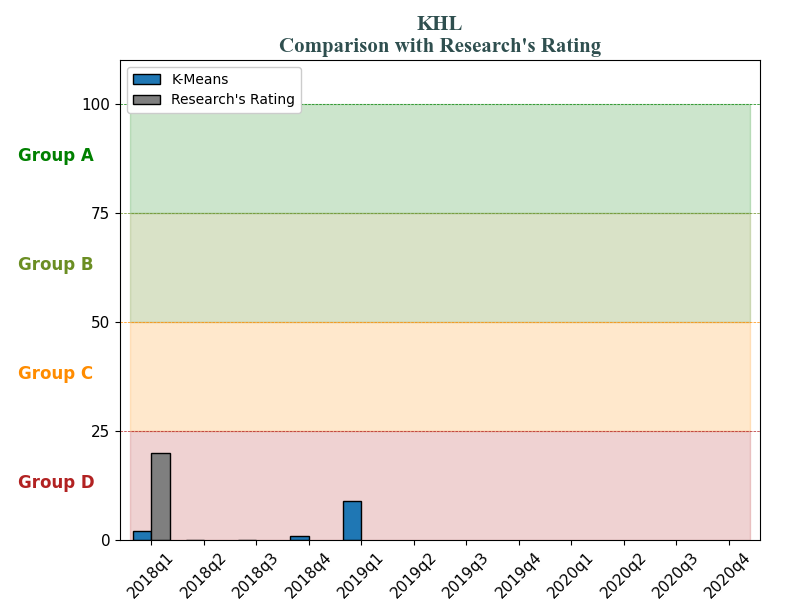 KHL
Comparison with Research's Rating
K-Means
Research's Rating
100
Group A
75
Group B
50
Group C
25
Group D
0
2018q1
2018q2
2018q3
2018q4
2019q1
2019q2
2019q3
2019q4
2020q1
2020q2
2020q3
2020q4